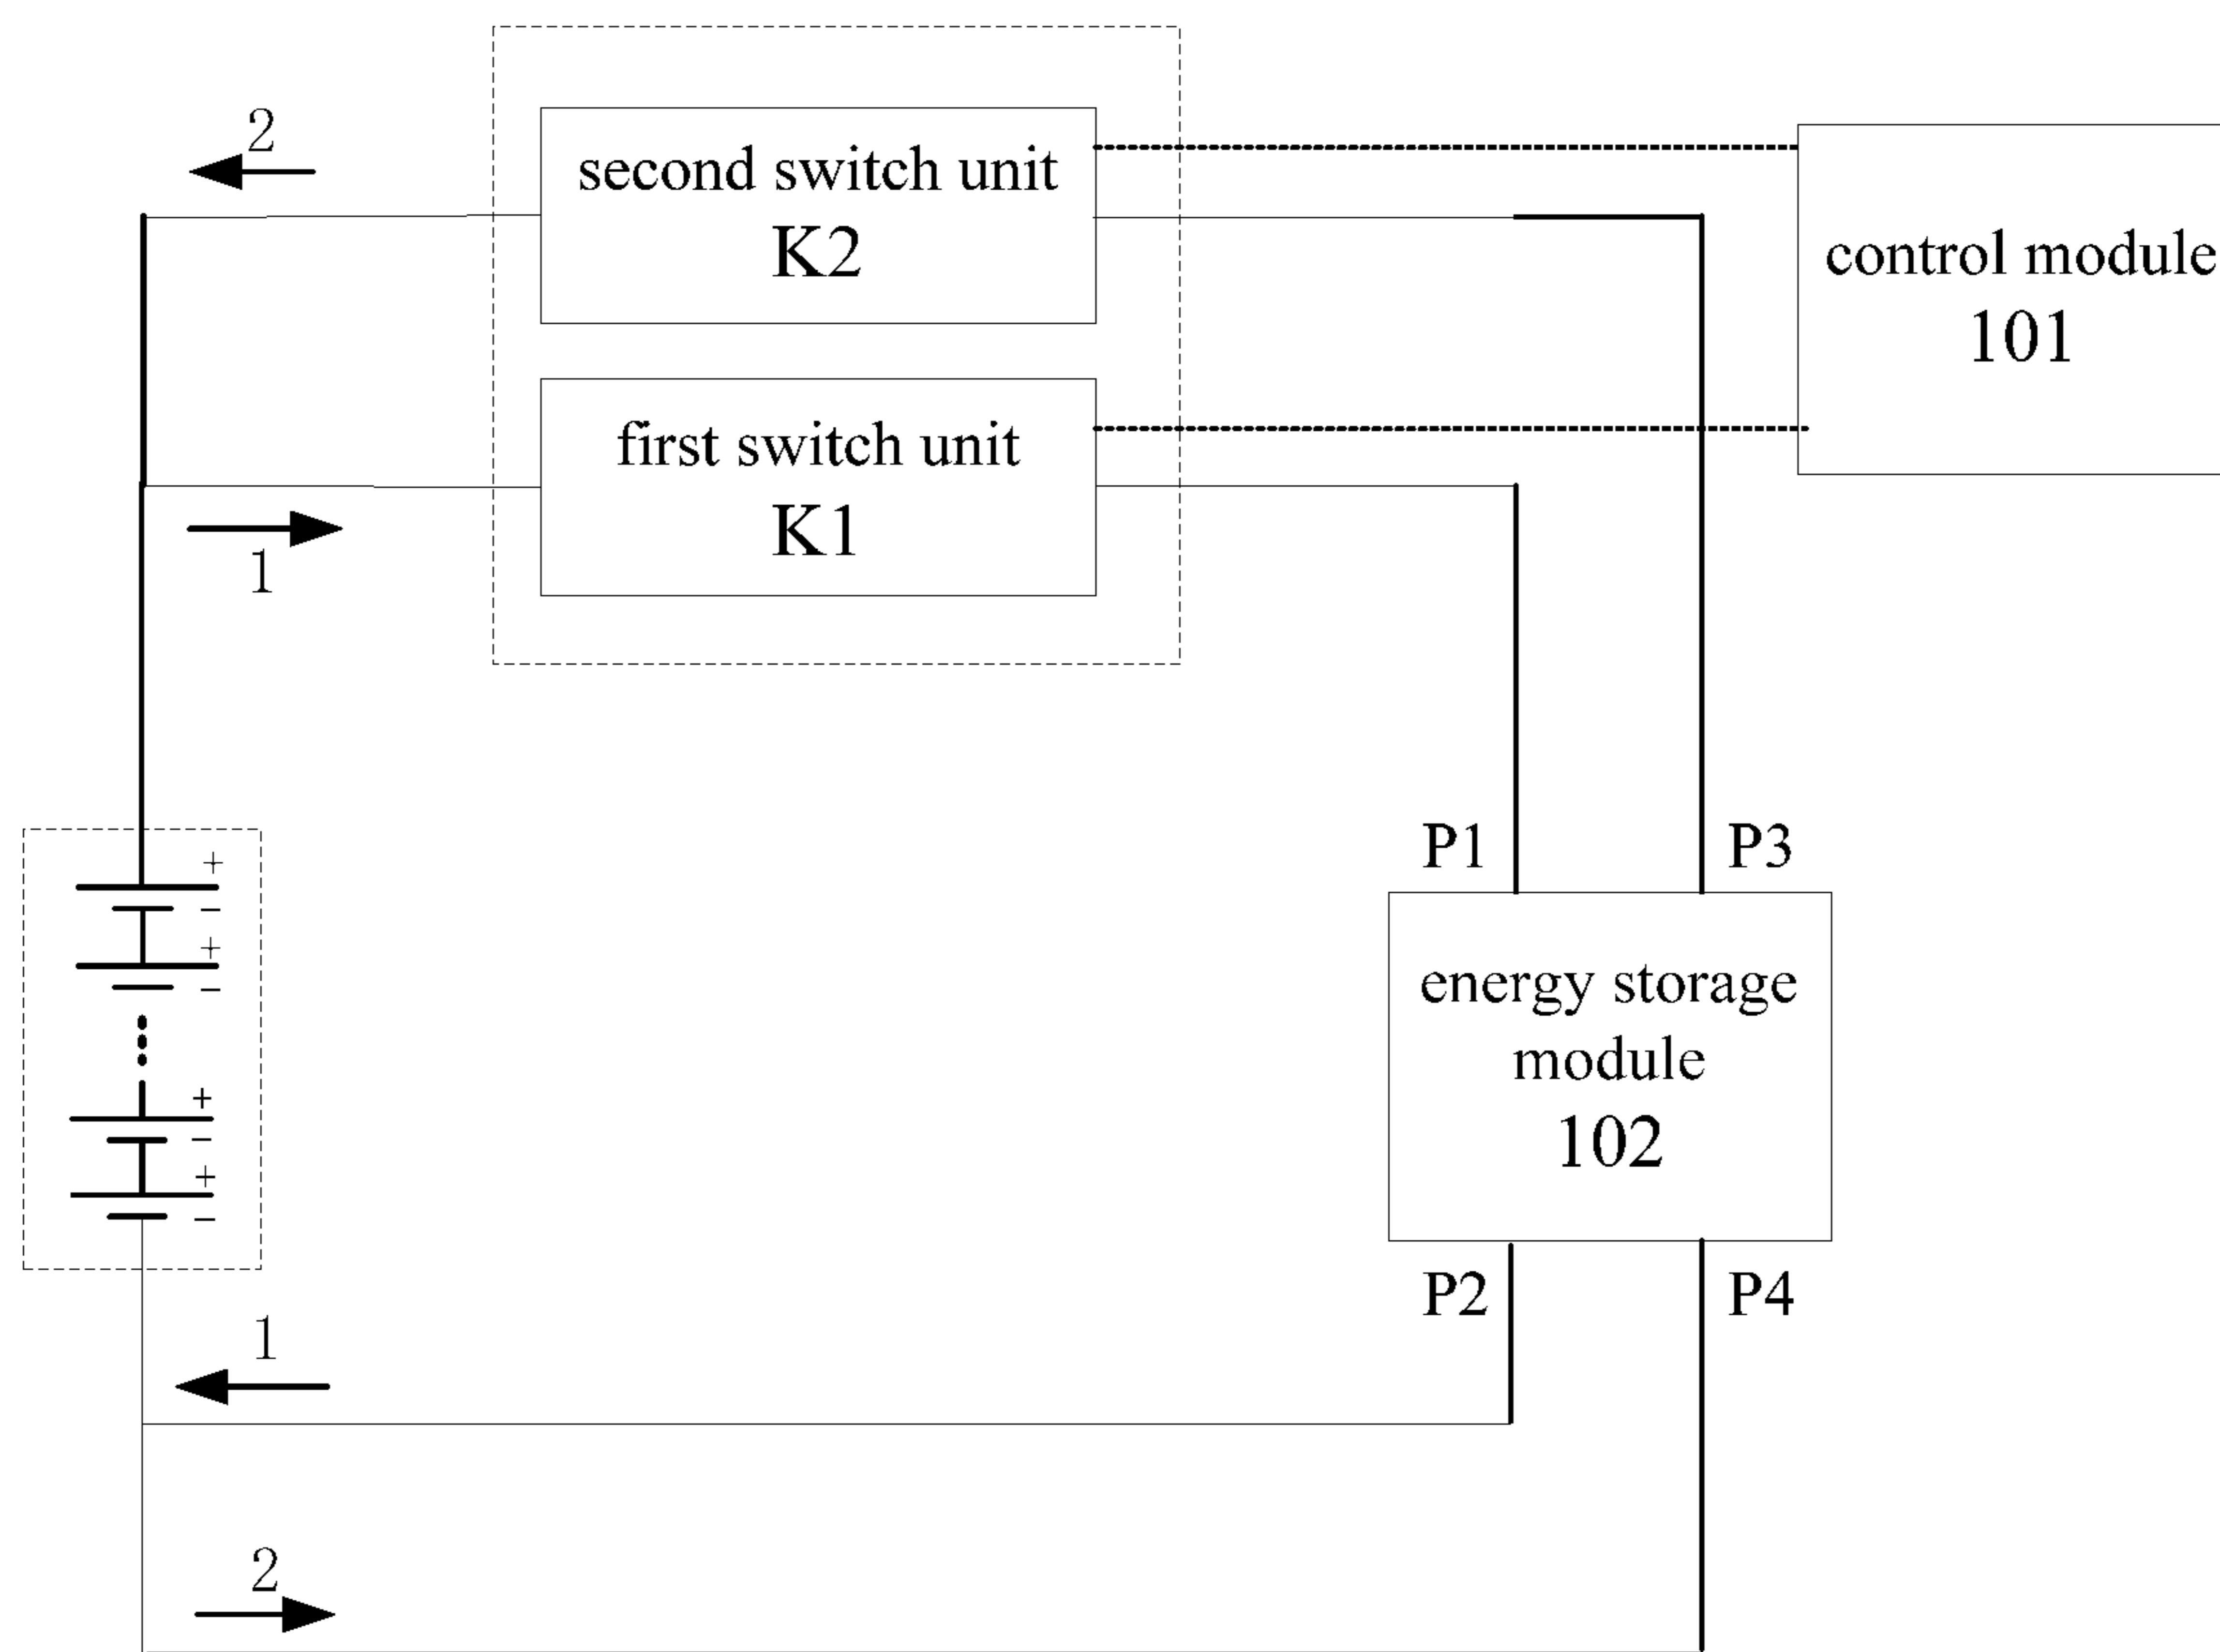 2
second switch unit
K2
control module
101
first switch unit
K1
1
P1
P3
+
−
+
−
energy storage
module
102
+
−
+
−
P2
P4
1
2